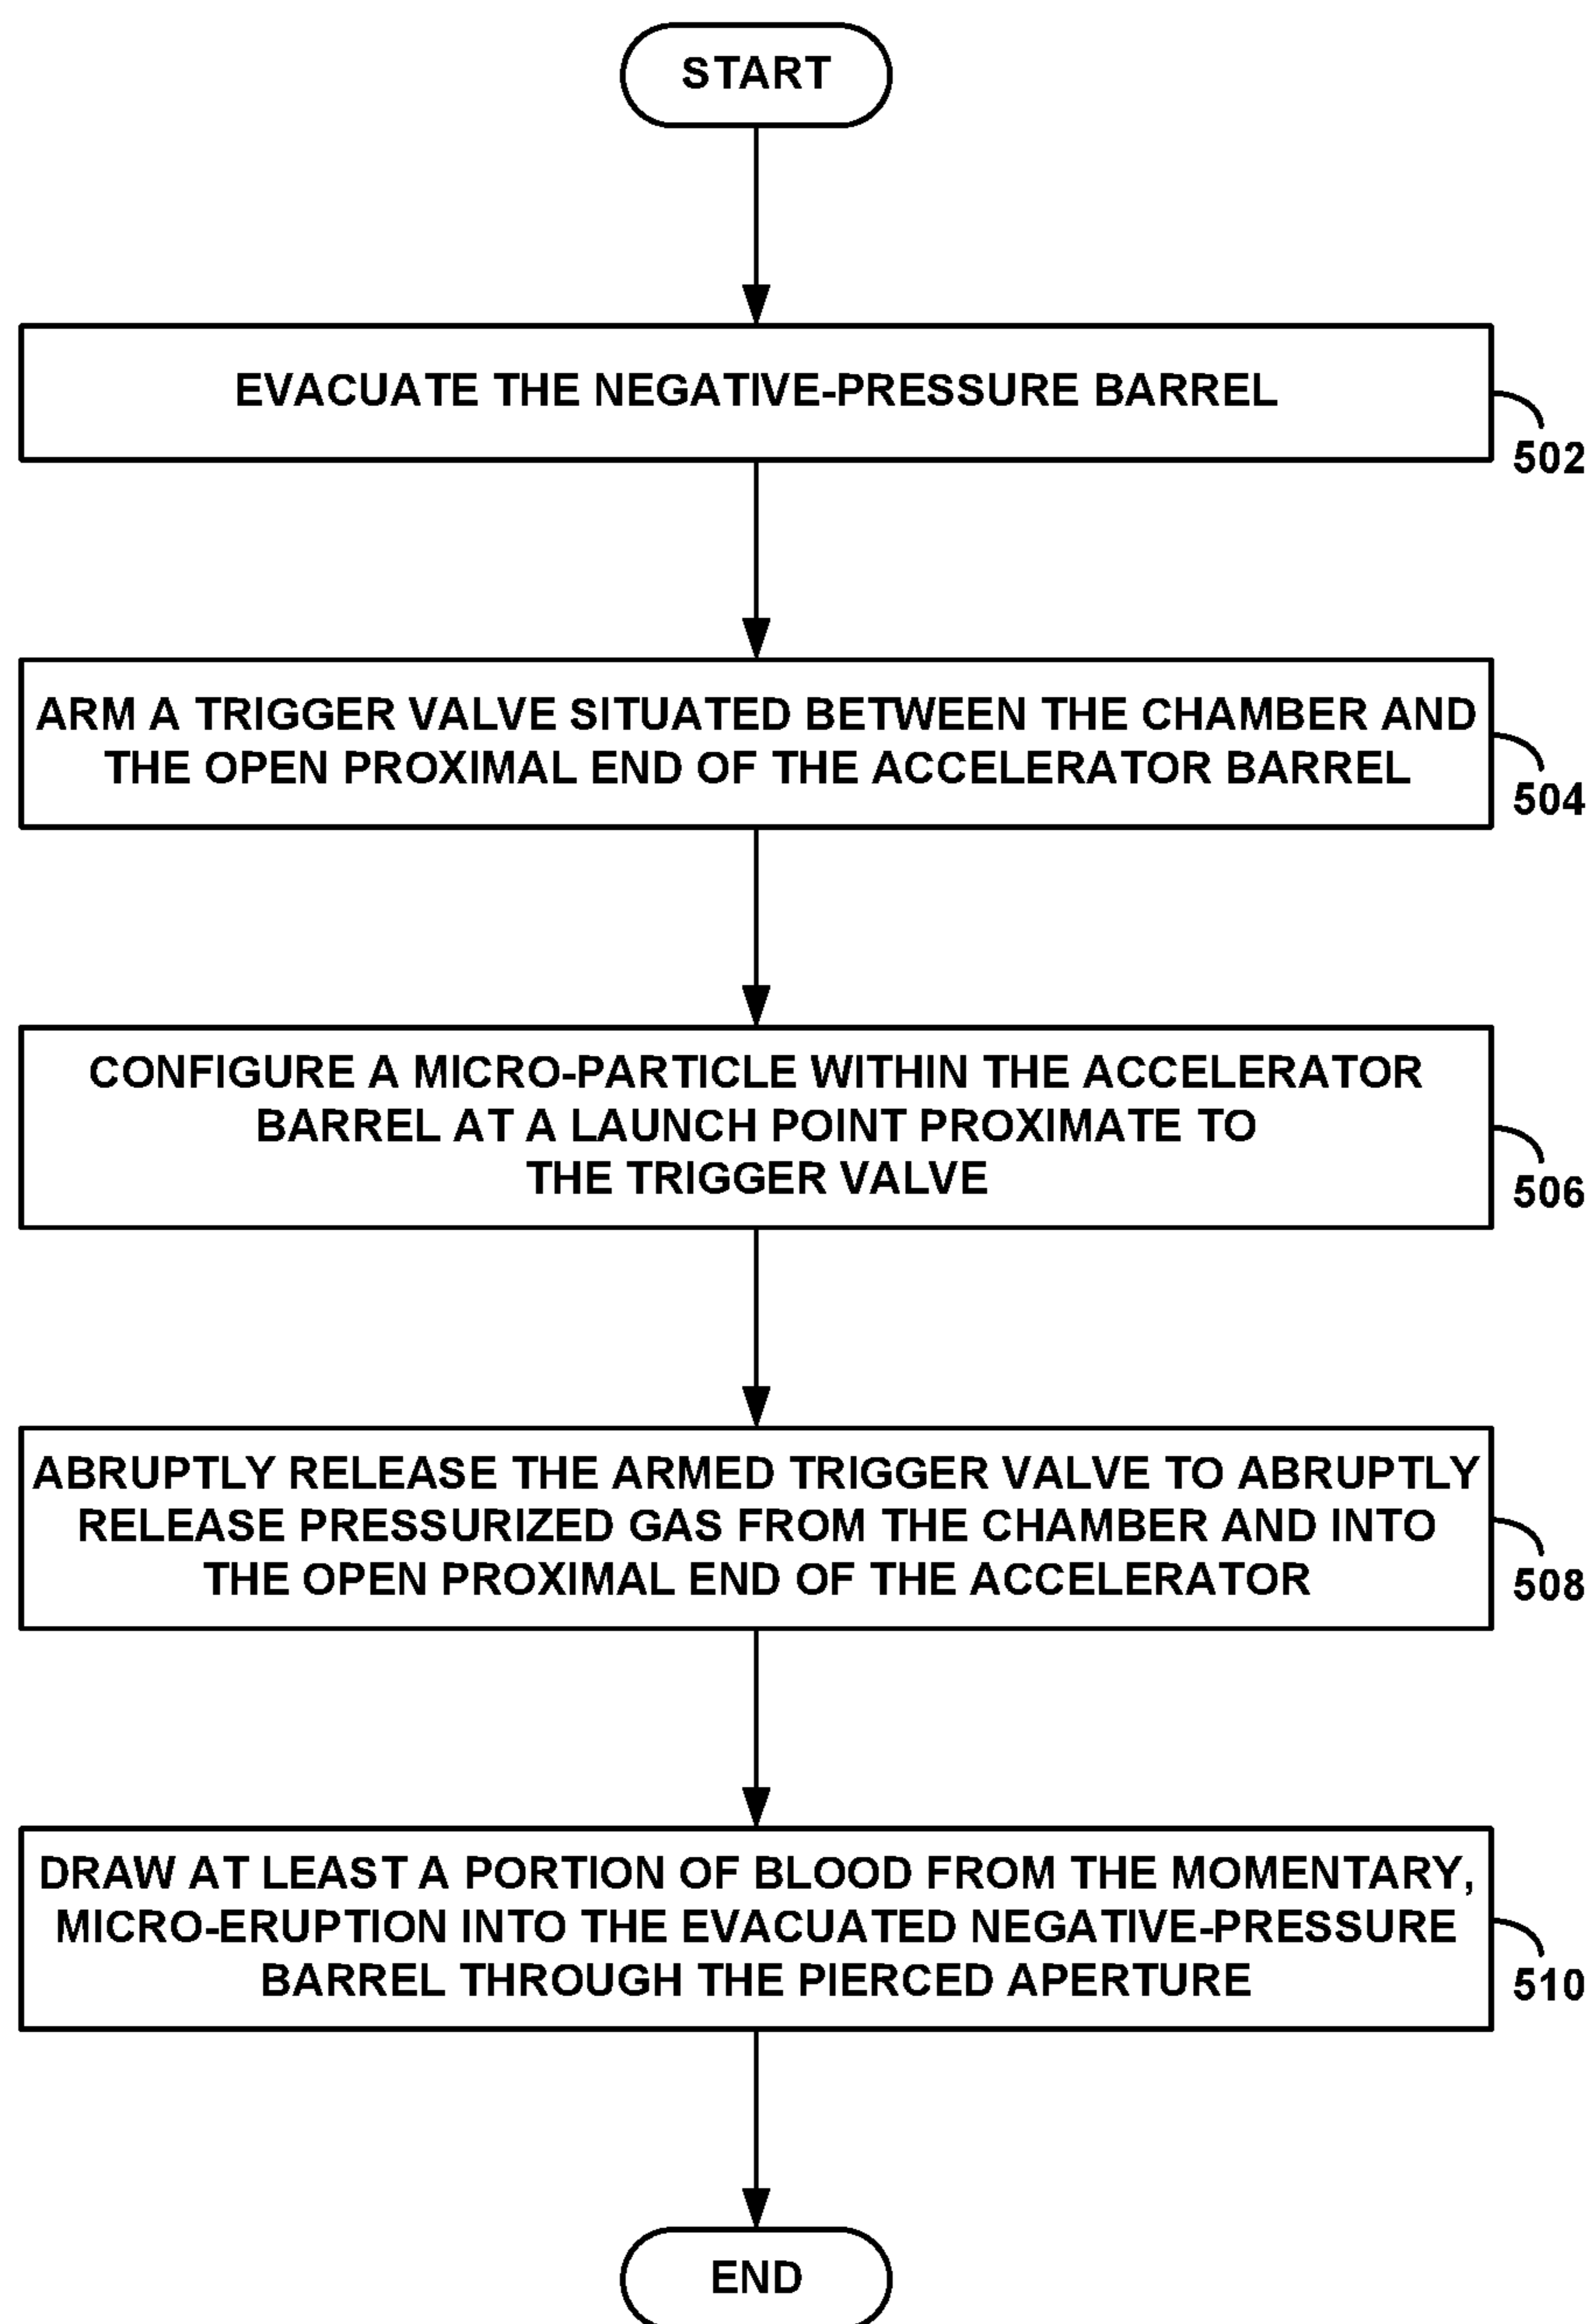 START
EVACUATE THE NEGATIVE-PRESSURE BARREL
502
ARM A TRIGGER VALVE SITUATED BETWEEN THE CHAMBER AND
THE OPEN PROXIMAL END OF THE ACCELERATOR BARREL
504
CONFIGURE A MICRO-PARTICLE WITHIN THE ACCELERATOR
BARREL AT A LAUNCH POINT PROXIMATE TO
THE TRIGGER VALVE
506
ABRUPTLY RELEASE THE ARMED TRIGGER VALVE TO ABRUPTLY
RELEASE PRESSURIZED GAS FROM THE CHAMBER AND INTO
THE OPEN PROXIMAL END OF THE ACCELERATOR
508
DRAW AT LEAST A PORTION OF BLOOD FROM THE MOMENTARY,
MICRO-ERUPTION INTO THE EVACUATED NEGATIVE-PRESSURE
BARREL THROUGH THE PIERCED APERTURE
510
END